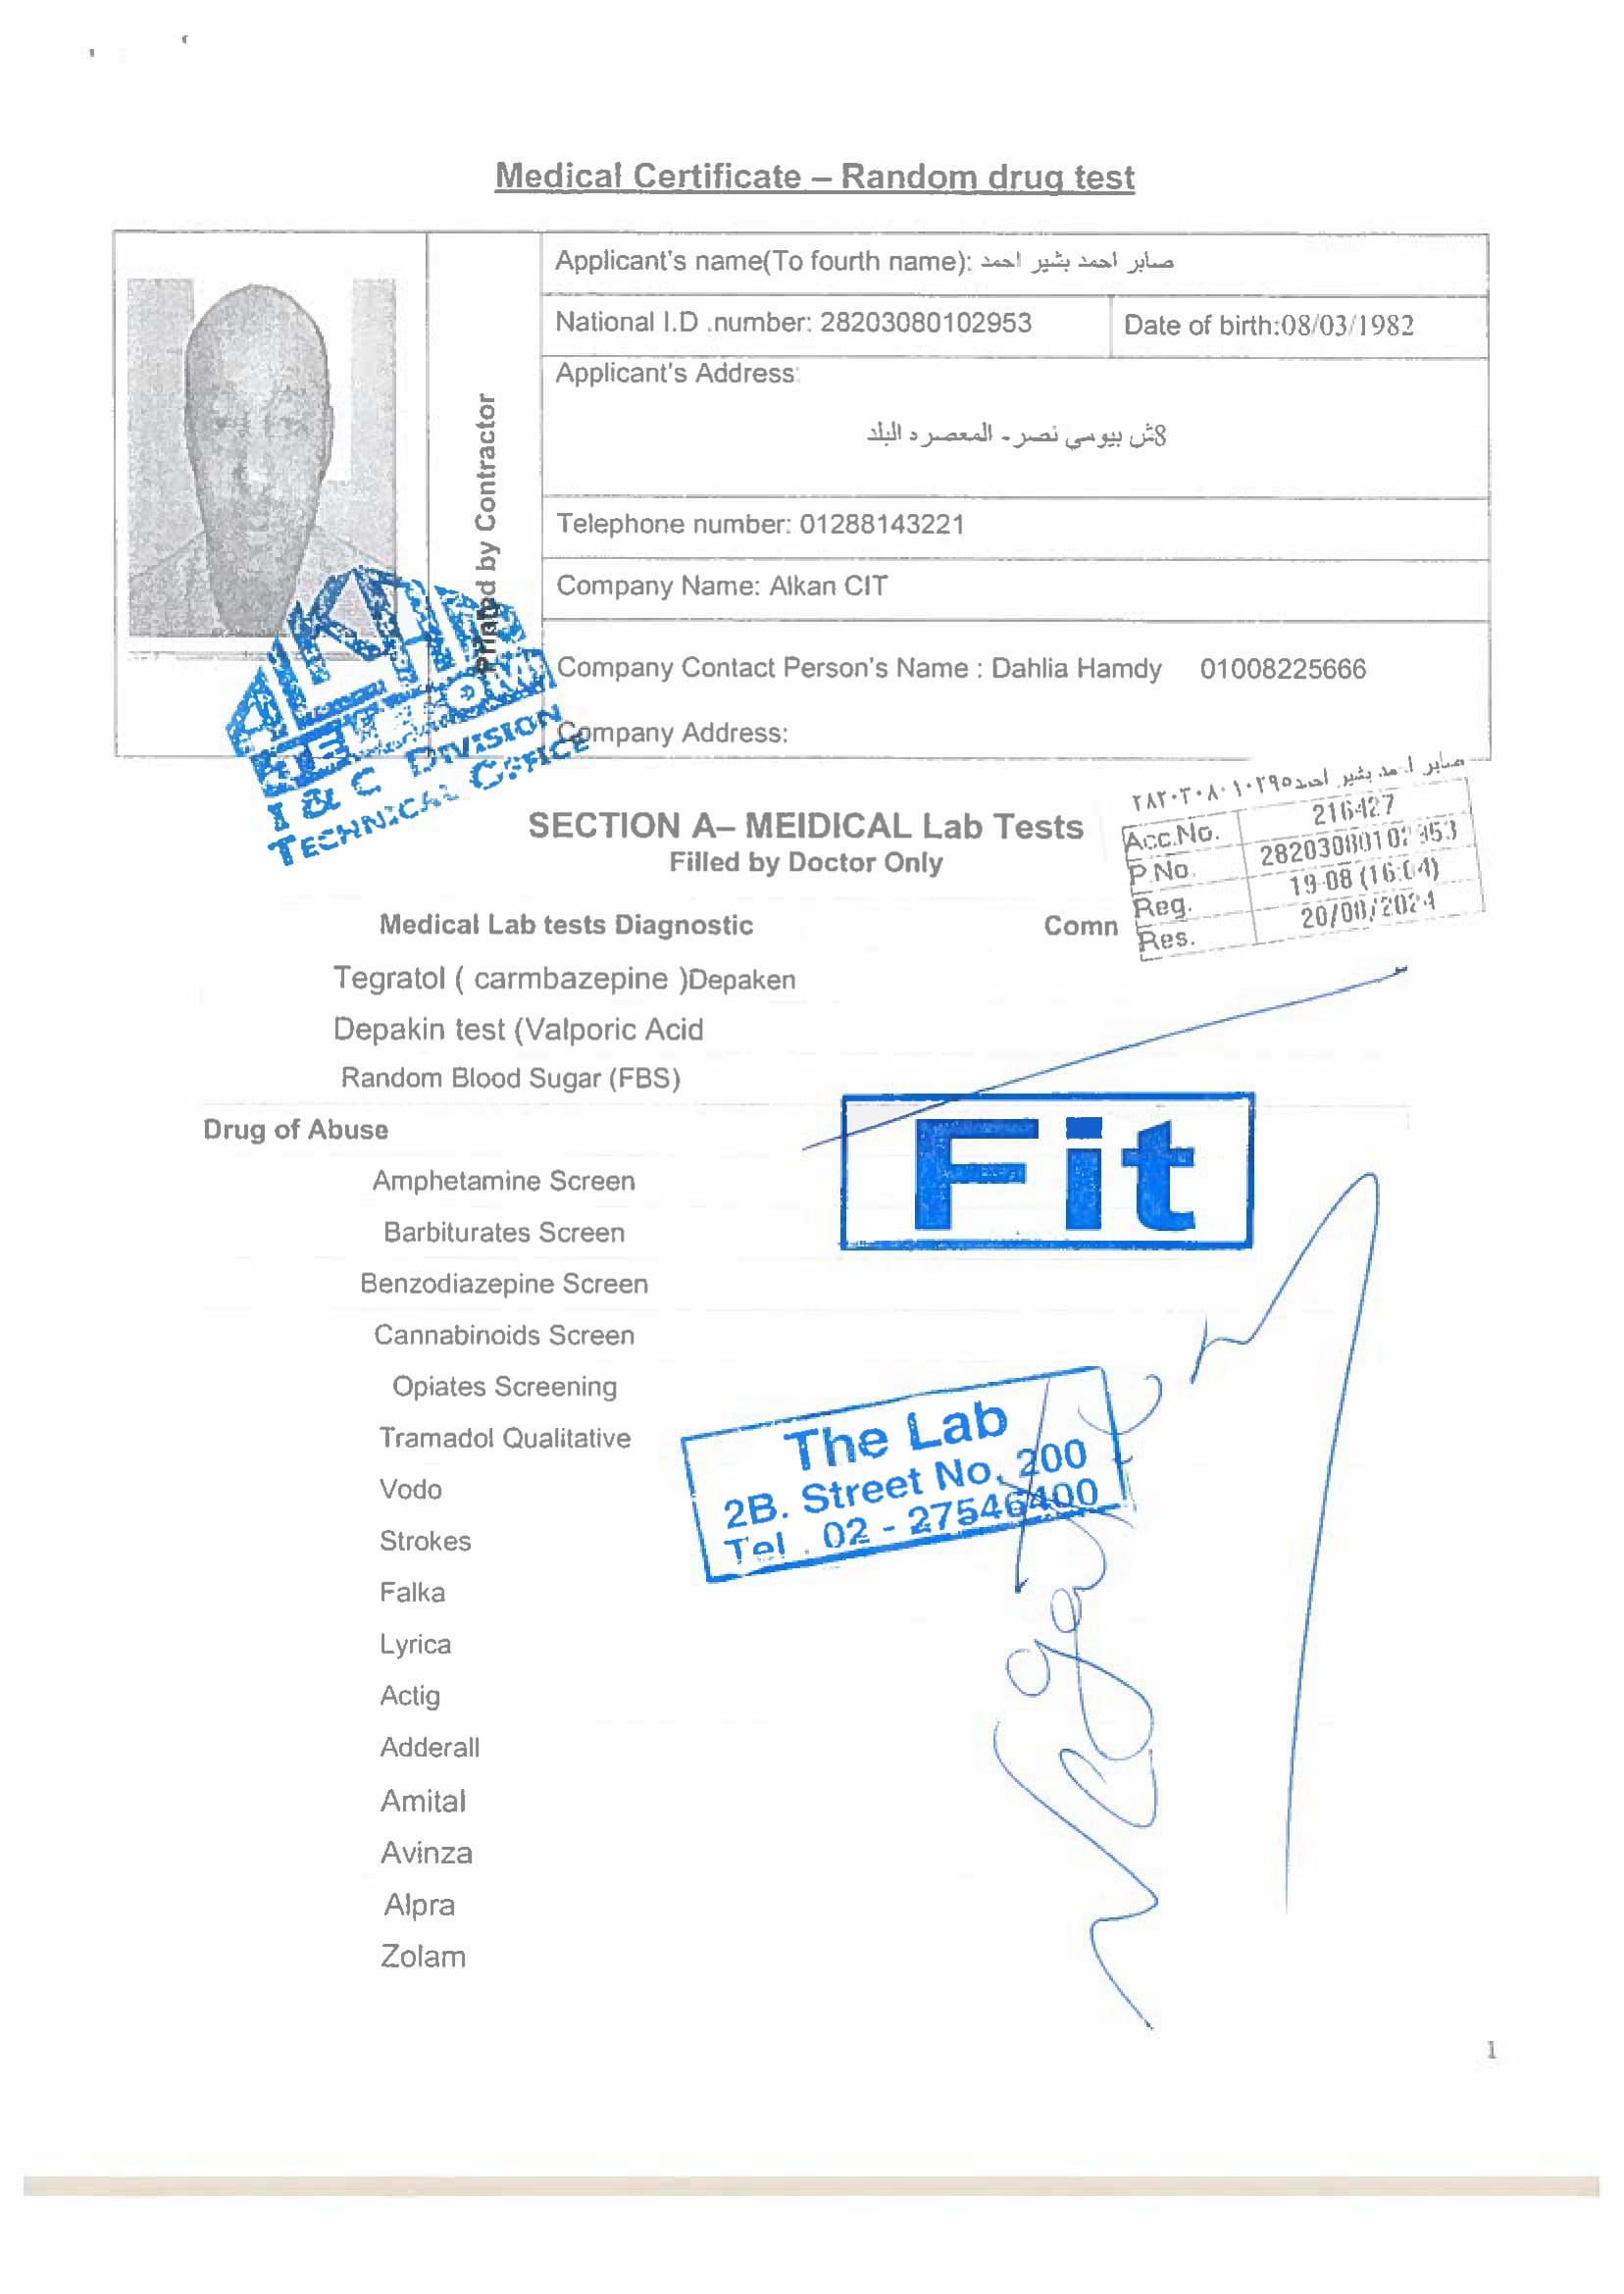 Medical Certificate – Random drug test
Applicant's name(To fourth name): صابر احمد بشير احمد
National I.D .number: 28203080102953
Date of birth:08/03/1982
Applicant's Address:
8ش بيومي نصر- المعصره البلد
Telephone number: 01288143221
Company Name: Alkan CIT
Company Contact Person's Name : Dahlia Hamdy 01008225666
Company Address:
Printed by Contractor
ALKAN
TELECOM
I & C DIVISION
TECHNICAL OFFICE
SECTION A– MEIDICAL Lab Tests
Filled by Doctor Only
صابر احمد بشير احمد
Acc.No. 216427
P.No. 28203080102953
Reg. 19-08 (16:04)
Res. 20/08/2024
Medical Lab tests Diagnostic
Comn
Tegratol ( carmbazepine )Depaken
Depakin test (Valporic Acid
Random Blood Sugar (FBS)
Drug of Abuse
Fit
Amphetamine Screen
Barbiturates Screen
Benzodiazepine Screen
Cannabinoids Screen
Opiates Screening
Tramadol Qualitative
Vodo
Strokes
Falka
Lyrica
Actig
Adderall
Amital
Avinza
Alpra
Zolam
The Lab
2B. Street No. 200
Tel . 02 - 27546400
1